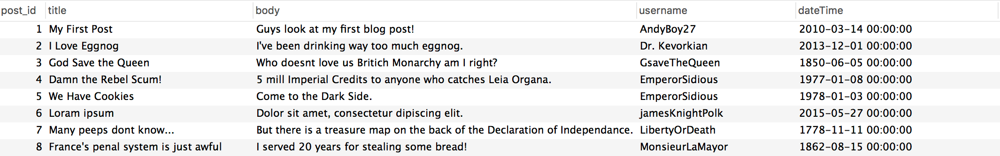 post_id title body username dateTime
1 My First Post Guys look at my first blog post! AndyBoy27 2010-03-14 00:00:00
2 I Love Eggnog I've been drinking way too much eggnog. Dr. Kevorkian 2013-12-01 00:00:00
3 God Save the Queen Who doesnt love us Britich Monarchy am I right? GsaveTheQueen 1850-06-05 00:00:00
4 Damn the Rebel Scum! 5 mill Imperial Credits to anyone who catches Leia Organa. EmperorSidious 1977-01-08 00:00:00
5 We Have Cookies Come to the Dark Side. EmperorSidious 1978-01-03 00:00:00
6 Loram ipsum Dolor sit amet, consectetur dipiscing elit. jamesKnightPolk 2015-05-27 00:00:00
7 Many peeps dont know... But there is a treasure map on the back of the Declaration of Independance. LibertyOrDeath 1778-11-11 00:00:00
8 France's penal system is just awful I served 20 years for stealing some bread! MonsieurLaMayor 1862-08-15 00:00:00